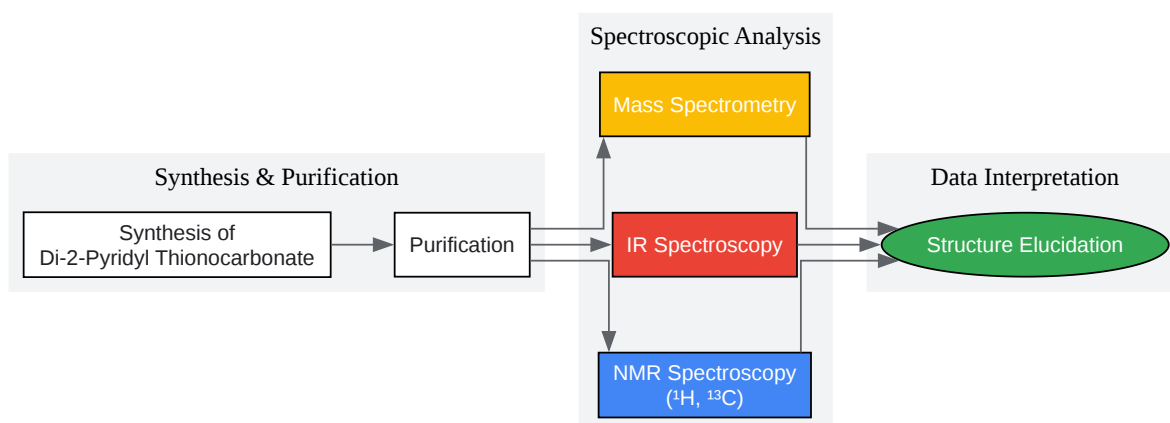 Spectroscopic Analysis
Mass Spectrometry
Synthesis & Purification
Data Interpretation
Synthesis of
Di-2-Pyridyl Thionocarbonate
Purification
IR Spectroscopy
Structure Elucidation
NMR Spectroscopy
(¹H, ¹³C)